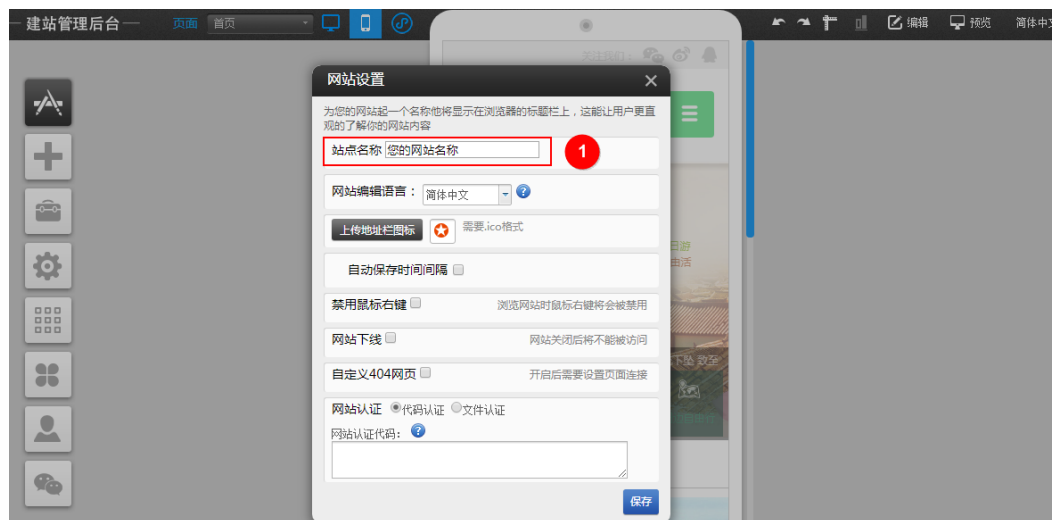 建站管理后台
页面 首页
编辑 预览 简体中文
关注我们：
网站设置
为您的网站起一个名称他将显示在浏览器的标题栏上，这能让用户更直
观的了解你的网站内容
站点名称 您的网站名称
1
网站编辑语言： 简体中文
上传地址栏图标 需要.ico格式
自动保存时间间隔
禁用鼠标右键 浏览网站时鼠标右键将会被禁用
网站下线 网站关闭后将不能被访问
自定义404网页 开启后需要设置页面连接
网站认证 代码认证 文件认证
网站认证代码：
保存
日游
由活
下坠 致至